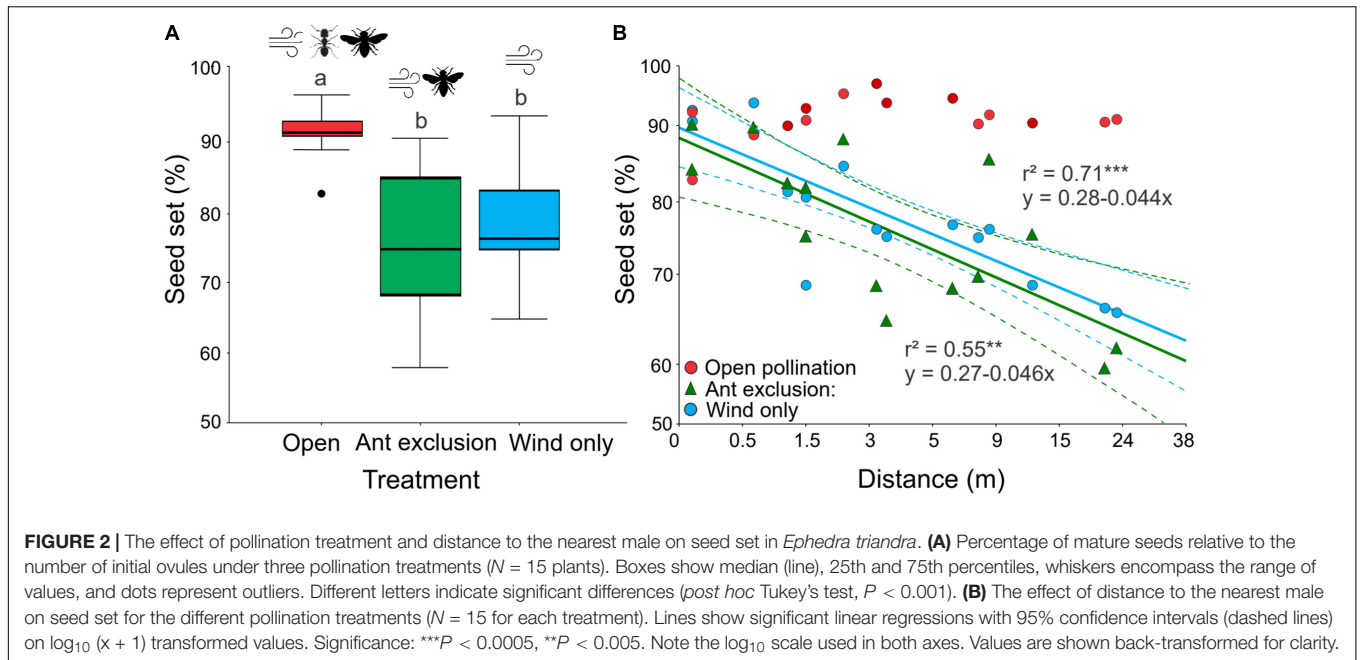 A
B
100
90
80
70
60
50
Seed set (%)
a
b
b
Open Ant exclusion Wind only
Treatment
100
90
80
70
60
50
Seed set (%)
r² = 0.71***
y = 0.28-0.044x
r² = 0.55**
y = 0.27-0.046x
Open pollination
Ant exclusion:
Wind only
0 0.5 1.5 3 5 9 15 24 38
Distance (m)
FIGURE 2 | The effect of pollination treatment and distance to the nearest male on seed set in Ephedra triandra. (A) Percentage of mature seeds relative to the
number of initial ovules under three pollination treatments (N = 15 plants). Boxes show median (line), 25th and 75th percentiles, whiskers encompass the range of
values, and dots represent outliers. Different letters indicate significant differences (post hoc Tukey's test, P < 0.001). (B) The effect of distance to the nearest male
on seed set for the different pollination treatments (N = 15 for each treatment). Lines show significant linear regressions with 95% confidence intervals (dashed lines)
on log₁₀ (x + 1) transformed values. Significance: ***P < 0.0005, **P < 0.005. Note the log₁₀ scale used in both axes. Values are shown back-transformed for clarity.